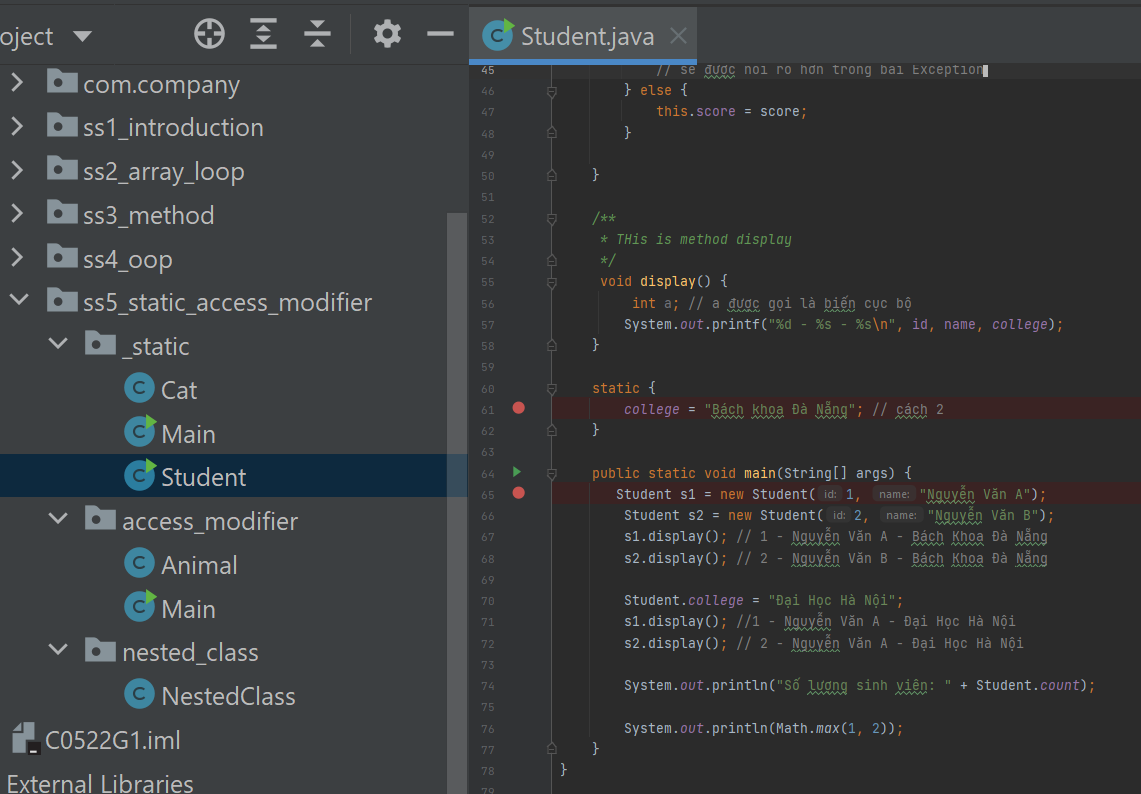 oject
com.company
ss1_introduction
ss2_array_loop
ss3_method
ss4_oop
ss5_static_access_modifier
_static
Cat
Main
Student
access_modifier
Animal
Main
nested_class
NestedClass
C0522G1.iml
External Libraries
Student.java
45 // sẽ được nói rõ hơn trong bài Exception
46 } else {
47 this.score = score;
48 }
49
50 }
51
52 /**
53 * THis is method display
54 */
55 void display() {
56 int a; // a được gọi là biến cục bộ
57 System.out.printf("%d - %s - %s\n", id, name, college);
58 }
59
60 static {
61 college = "Bách khoa Đà Nẵng"; // cách 2
62 }
63
64 public static void main(String[] args) {
65 Student s1 = new Student( id: 1, name: "Nguyễn Văn A");
66 Student s2 = new Student( id: 2, name: "Nguyễn Văn B");
67 s1.display(); // 1 - Nguyễn Văn A - Bách Khoa Đà Nẵng
68 s2.display(); // 2 - Nguyễn Văn B - Bách Khoa Đà Nẵng
69
70 Student.college = "Đại Học Hà Nội";
71 s1.display(); //1 - Nguyễn Văn A - Đại Học Hà Nội
72 s2.display(); // 2 - Nguyễn Văn A - Đại Học Hà Nội
73
74 System.out.println("Số lương sinh viên: " + Student.count);
75
76 System.out.println(Math.max(1, 2));
77 }
78 }
79